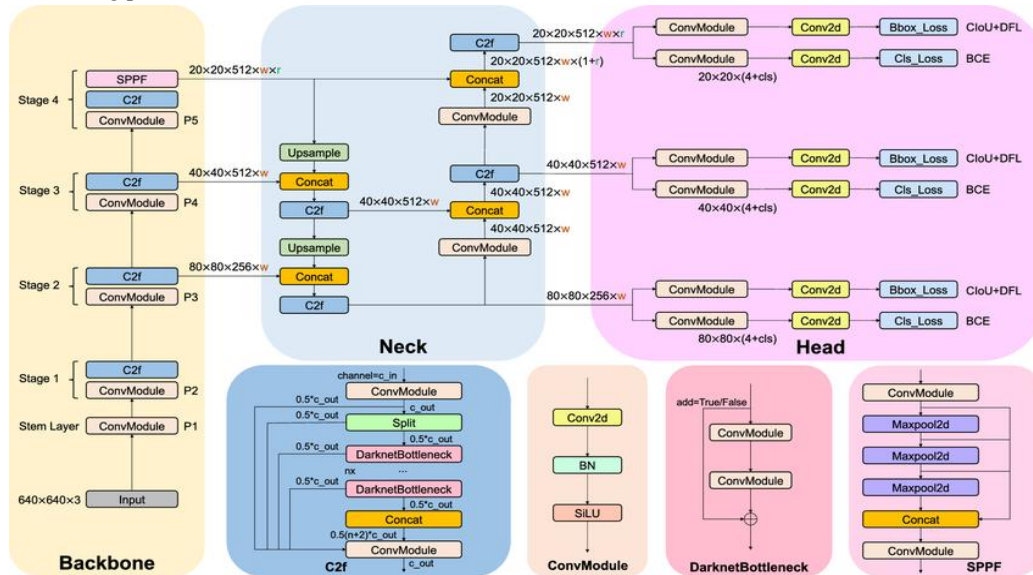 20×20×512×w×r
C2f
20×20×512×w×(1+r)
ConvModule
Conv2d
Bbox_Loss
CIoU+DFL
ConvModule
Conv2d
Cls_Loss
BCE
20×20×(4+cls)
Stage 4
SPPF
C2f
ConvModule
P5
20×20×512×w×r
Concat
20×20×512×w
ConvModule
Upsample
Stage 3
C2f
ConvModule
P4
40×40×512×w
Concat
C2f
40×40×512×w
C2f
40×40×512×w
40×40×512×w
Concat
40×40×512×w
ConvModule
ConvModule
Conv2d
Bbox_Loss
CIoU+DFL
ConvModule
Conv2d
Cls_Loss
BCE
40×40×(4+cls)
Upsample
Stage 2
C2f
ConvModule
P3
80×80×256×w
Concat
C2f
80×80×256×w
ConvModule
Conv2d
Bbox_Loss
CIoU+DFL
ConvModule
Conv2d
Cls_Loss
BCE
80×80×(4+cls)
Neck
Head
Stage 1
C2f
ConvModule
P2
Stem Layer
ConvModule
P1
640×640×3
Input
Backbone
channel=c_in
ConvModule
0.5*c_out
c_out
0.5*c_out
Split
0.5*c_out
0.5*c_out
DarknetBottleneck
nx
...
0.5*c_out
DarknetBottleneck
0.5*c_out
Concat
0.5(n+2)*c_out
ConvModule
C2f
c_out
Conv2d
BN
SiLU
ConvModule
add=True/False
ConvModule
ConvModule
DarknetBottleneck
ConvModule
Maxpool2d
Maxpool2d
Maxpool2d
Concat
ConvModule
SPPF